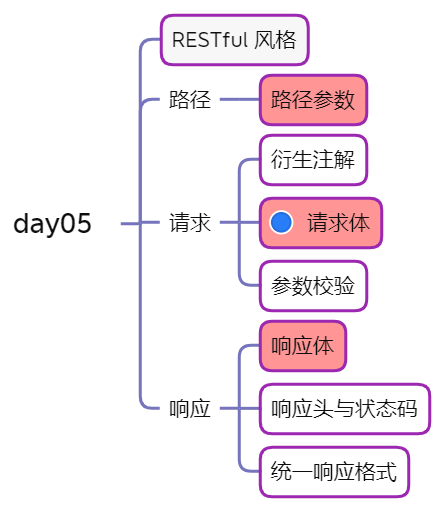 RESTful 风格
路径
路径参数
衍生注解
day05
请求
请求体
参数校验
响应体
响应
响应头与状态码
统一响应格式